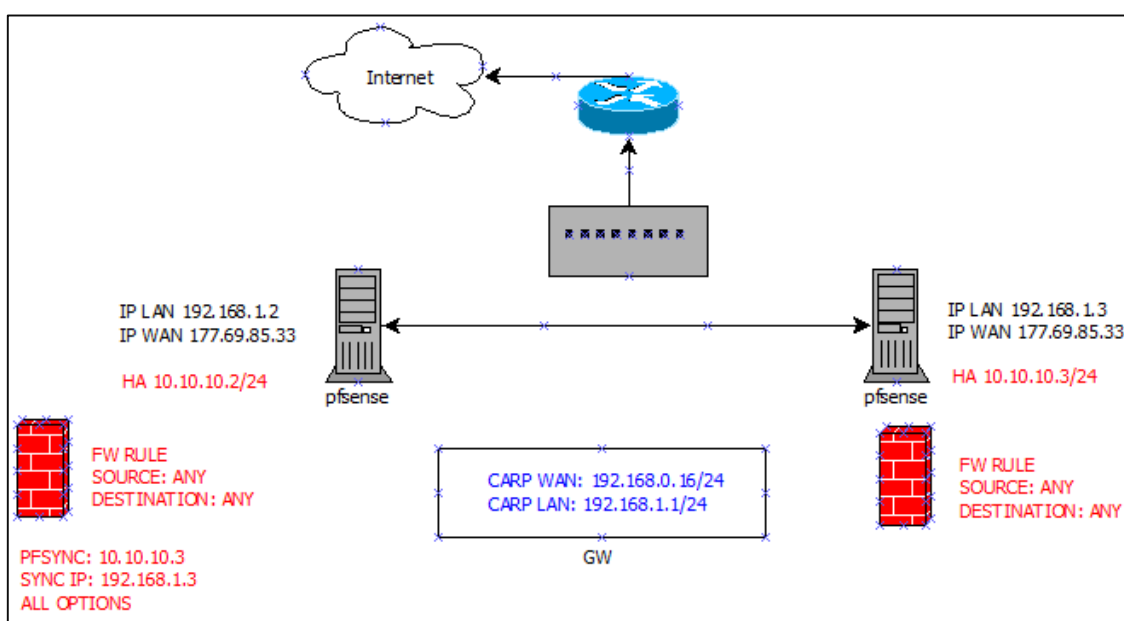 Internet
IP LAN 192.168.1.2
IP WAN 177.69.85.33
HA 10.10.10.2/24
pfsense
IP LAN 192.168.1.3
IP WAN 177.69.85.33
HA 10.10.10.3/24
pfsense
FW RULE
SOURCE: ANY
DESTINATION: ANY
CARP WAN: 192.168.0.16/24
CARP LAN: 192.168.1.1/24
GW
FW RULE
SOURCE: ANY
DESTINATION: ANY
PFSYNC: 10.10.10.3
SYNC IP: 192.168.1.3
ALL OPTIONS